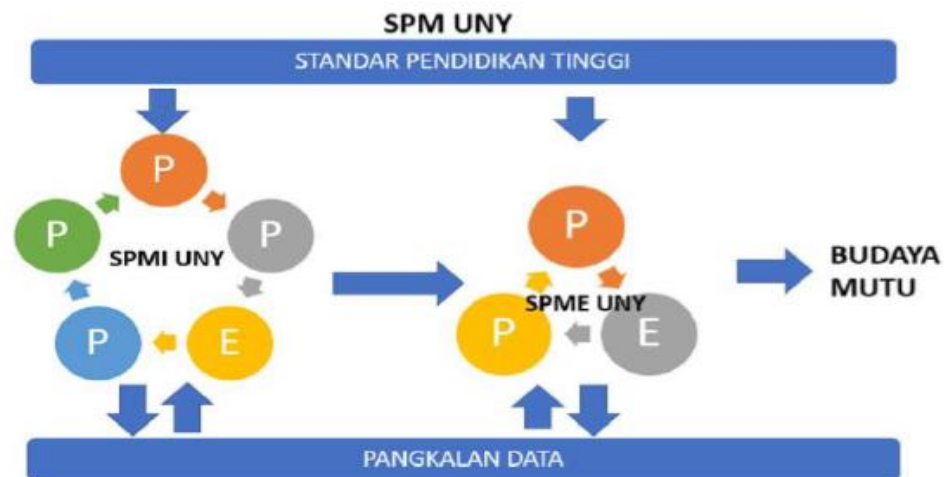 SPM UNY
STANDAR PENDIDIKAN TINGGI
P
P
P
SPMI UNY
P
E
P
SPME UNY
P
E
BUDAYA
MUTU
PANGKALAN DATA